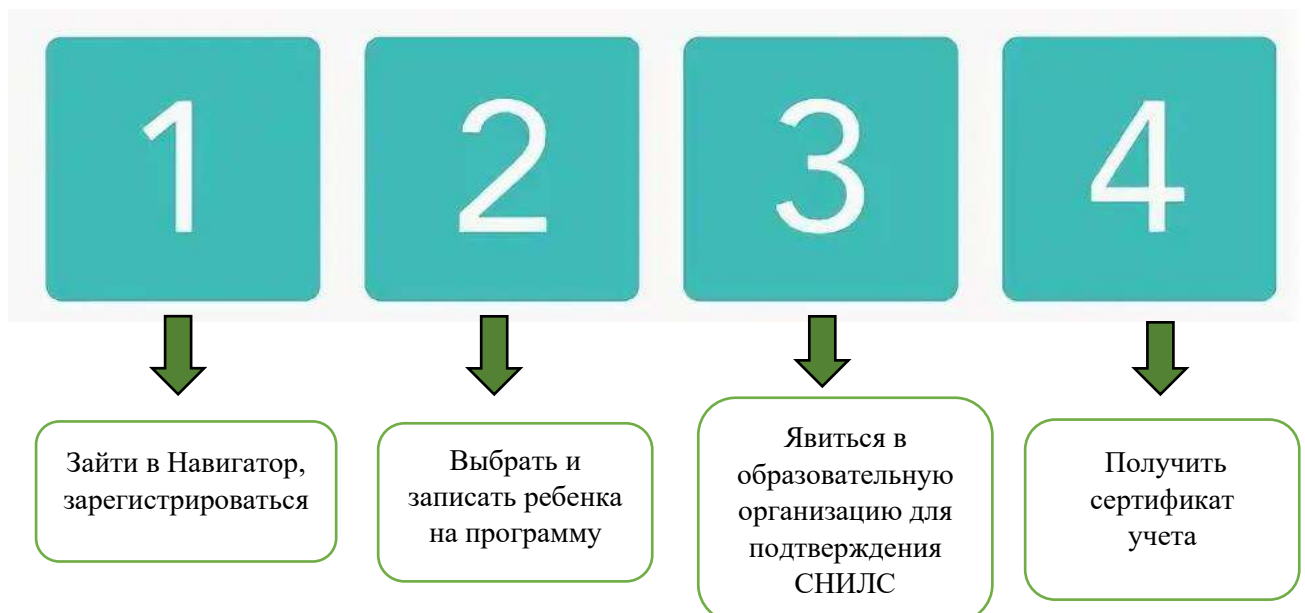 1
2
3
4
Зайти в Навигатор,
зарегистрироваться
Выбрать и
записать ребенка
на программу
Явиться в
образовательную
организацию для
подтверждения
СНИЛС
Получить
сертификат
учета